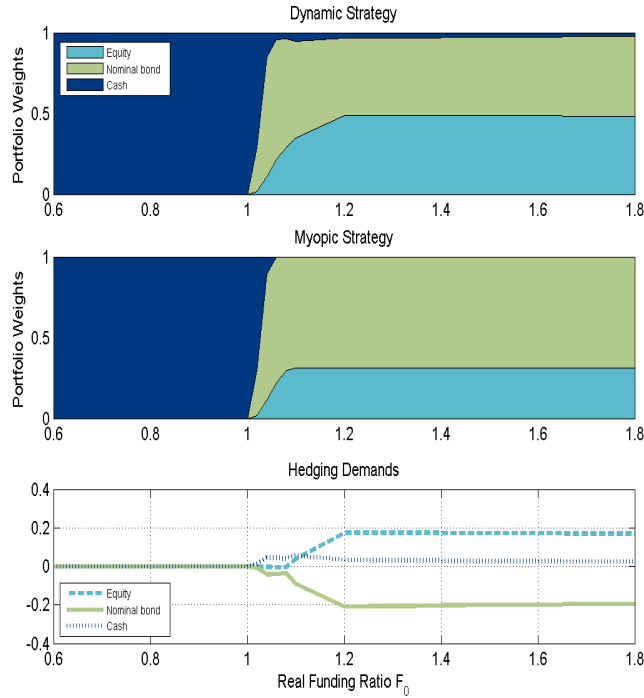 Dynamic Strategy
Portfolio Weights
1
0.5
0
Equity
Nominal bond
Cash
0.6 0.8 1 1.2 1.4 1.6 1.8
Myopic Strategy
Portfolio Weights
1
0.5
0
0.6 0.8 1 1.2 1.4 1.6 1.8
Hedging Demands
0.4
0.2
0
-0.2
-0.4
Equity
Nominal bond
Cash
0.6 0.8 1 1.2 1.4 1.6 1.8
Real Funding Ratio F0